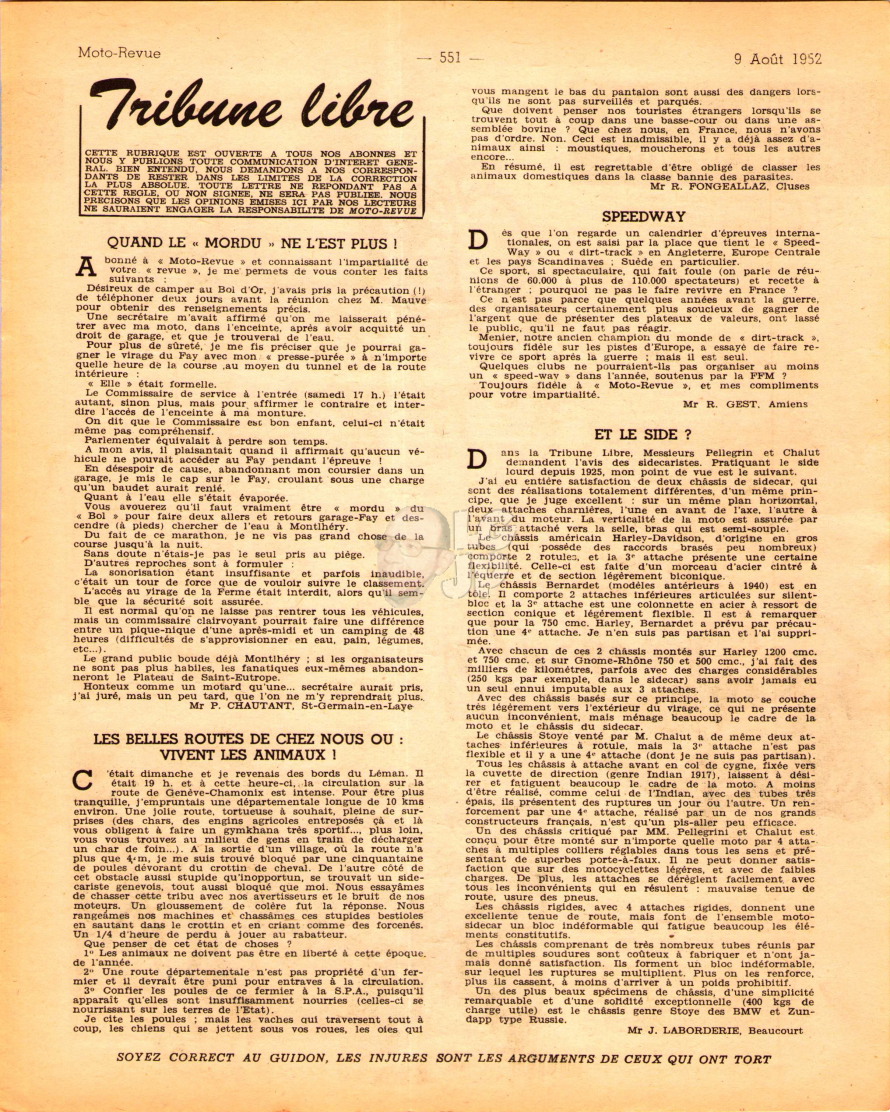 Moto-Revue
— 551 —
9 Août 1952
Tribune libre
CETTE RUBRIQUE EST OUVERTE A TOUS NOS ABONNES ET
NOUS Y PUBLIONS TOUTE COMMUNICATION D'INTERET GENE-
RAL. BIEN ENTENDU, NOUS DEMANDONS A NOS CORRESPON-
DANTS DE RESTER DANS LES LIMITES DE LA CORRECTION
LA PLUS ABSOLUE. TOUTE LETTRE NE REPONDANT PAS A
CETTE REGLE, OU NON SIGNEE, NE SERA PAS PUBLIEE. NOUS
PRECISONS QUE LES OPINIONS EMISES ICI PAR NOS LECTEURS
NE SAURAIENT ENGAGER LA RESPONSABILITE DE MOTO-REVUE
QUAND LE « MORDU » NE L'EST PLUS !
Abonné à « Moto-Revue » et connaissant l'impartialité de
votre « revue », je me permets de vous conter les faits
suivants :
Désireux de camper au Bol d'Or, j'avais pris la précaution (!)
de téléphoner deux jours avant la réunion chez M. Mauve
pour obtenir des renseignements précis.
Une secrétaire m'avait affirmé qu'on me laisserait péné-
trer avec ma moto, dans l'enceinte, après avoir acquitté un
droit de garage, et que je trouverai de l'eau.
Pour plus de sûreté, je me fis préciser que je pourrai ga-
gner le virage du Fay avec mon « presse-purée » à n'importe
quelle heure de la course ,au moyen du tunnel et de la route
intérieure :
« Elle » était formelle.
Le Commissaire de service à l'entrée (samedi 17 h.) l'était
autant, sinon plus, mais pour affirmer le contraire et inter-
dire l'accès de l'enceinte à ma monture.
On dit que le Commissaire est bon enfant, celui-ci n'était
même pas compréhensif.
Parlementer équivalait à perdre son temps.
A mon avis, il plaisantait quand il affirmait qu'aucun vé-
hicule ne pouvait accéder au Fay pendant l'épreuve !
En désespoir de cause, abandonnant mon coursier dans un
garage, je mis le cap sur le Fay, croulant sous une charge
qu'un baudet aurait renié.
Quant à l'eau elle s'était évaporée.
Vous avouerez qu'il faut vraiment être « mordu » du
« Bol » pour faire deux allers et retours garage-Fay et des-
cendre (à pieds) chercher de l'eau à Montlhéry.
Du fait de ce marathon, je ne vis pas grand chose de la
course jusqu'à la nuit.
Sans doute n'étais-je pas le seul pris au piège.
D'autres reproches sont à formuler :
La sonorisation étant insuffisante et parfois inaudible,
c'était un tour de force que de vouloir suivre le classement.
L'accès au virage de la Ferme était interdit, alors qu'il sem-
ble que la sécurité soit assurée.
Il est normal qu'on ne laisse pas rentrer tous les véhicules,
mais un commissaire clairvoyant pourrait faire une différence
entre un pique-nique d'une après-midi et un camping de 48
heures (difficultés de s'approvisionner en eau, pain, légumes,
etc...).
Le grand public boude déjà Montlhéry ; si les organisateurs
ne sont pas plus habiles, les fanatiques eux-mêmes abandon-
neront le Plateau de Saint-Eutrope.
Honteux comme un motard qu'une... secrétaire aurait pris,
j'ai juré, mais un peu tard, que l'on ne m'y reprendrait plus.
Mr P. CHAUTANT, St-Germain-en-Laye
LES BELLES ROUTES DE CHEZ NOUS OU :
VIVENT LES ANIMAUX !
C'était dimanche et je revenais des bords du Léman. Il
était 19 h. et à cette heure-ci, la circulation sur la
route de Genève-Chamonix est intense. Pour être plus
tranquille, j'empruntais une départementale longue de 10 kms
environ. Une jolie route, tortueuse à souhait, pleine de sur-
prises (des chars, des engins agricoles entreposés çà et là
vous obligent à faire un gymkhana très sportif..., plus loin,
vous vous trouvez au milieu de gens en train de décharger
un char de foin...). A la sortie d'un village, où la route n'a
plus que 4 m, je me suis trouvé bloqué par une cinquantaine
de poules dévorant du crottin de cheval. De l'autre côté de
cet obstacle aussi stupide qu'inopportun, se trouvait un side-
cariste genevois, tout aussi bloqué que moi. Nous essayâmes
de chasser cette tribu avec nos avertisseurs et le bruit de nos
moteurs. Un gloussement de colère fut la réponse. Nous
rangeâmes nos machines et chassâmes ces stupides bestioles
en sautant dans le crottin et en criant comme des forcenés.
Un 1/4 d'heure de perdu à jouer au rabatteur.
Que penser de cet état de choses ?
1° Les animaux ne doivent pas être en liberté à cette époque
de l'année.
2° Une route départementale n'est pas propriété d'un fer-
mier et il devrait être puni pour entraves à la circulation.
3° Confier les poules de ce fermier à la S.P.A., puisqu'il
apparaît qu'elles sont insuffisamment nourries (celles-ci se
nourrissant sur les terres de l'Etat).
Je cite les poules ; mais les vaches qui traversent tout à
coup, les chiens qui se jettent sous vos roues, les oies qui
vous mangent le bas du pantalon sont aussi des dangers lors-
qu'ils ne sont pas surveillés et parqués.
Que doivent penser nos touristes étrangers lorsqu'ils se
trouvent tout à coup dans une basse-cour ou dans une as-
semblée bovine ? Que chez nous, en France, nous n'avons
pas d'ordre. Non. Ceci est inadmissible, il y a déjà assez d'a-
nimaux ainsi : moustiques, moucherons et tous les autres
encore...
En résumé, il est regrettable d'être obligé de classer les
animaux domestiques dans la classe bannie des parasites.
Mr R. FONGEALLAZ, Cluses
SPEEDWAY
Dès que l'on regarde un calendrier d'épreuves interna-
tionales, on est saisi par la place que tient le « Speed-
Way » ou « dirt-track » en Angleterre, Europe Centrale
et les pays Scandinaves ; Suède en particulier.
Ce sport, si spectaculaire, qui fait foule (on parle de réu-
nions de 60.000 à plus de 110.000 spectateurs) et recette à
l'étranger ; pourquoi ne pas le faire revivre en France ?
Ce n'est pas parce que quelques années avant la guerre,
des organisateurs certainement plus soucieux de gagner de
l'argent que de présenter des plateaux de valeurs, ont lassé
le public, qu'il ne faut pas réagir.
Menier, notre ancien champion du monde de « dirt-track »,
toujours fidèle sur les pistes d'Europe, a essayé de faire re-
vivre ce sport après la guerre ; mais il est seul.
Quelques clubs ne pourraient-ils pas organiser au moins
un « speed-way » dans l'année, soutenus par la FFM ?
Toujours fidèle à « Moto-Revue », et mes compliments
pour votre impartialité.
Mr R. GEST, Amiens
ET LE SIDE ?
Dans la Tribune Libre, Messieurs Pellegrin et Chalut
demandent l'avis des sidecaristes. Pratiquant le side
lourd depuis 1925, mon point de vue est le suivant.
J'ai eu entière satisfaction de deux châssis de sidecar, qui
sont des réalisations totalement différentes, d'un même prin-
cipe, que je juge excellent : sur un même plan horizontal,
deux attaches charnières, l'une en avant de l'axe, l'autre à
l'avant du moteur. La verticalité de la moto est assurée par
un bras attaché vers la selle, bras qui est semi-souple.
Le châssis américain Harley-Davidson, d'origine en gros
tubes (qui possède des raccords brasés peu nombreux)
comporte 2 rotules, et la 3e attache présente une certaine
flexibilité. Celle-ci est faite d'un morceau d'acier cintré à
l'équerre et de section légèrement biconique.
Le châssis Bernardet (modèles antérieurs à 1940) est en
tôle. Il comporte 2 attaches inférieures articulées sur silent-
bloc et la 3e attache est une colonnette en acier à ressort de
section conique et légèrement flexible. Il est à remarquer
que pour la 750 cmc. Harley, Bernardet a prévu par précau-
tion une 4e attache. Je n'en suis pas partisan et l'ai suppri-
mée.
Avec chacun de ces 2 châssis montés sur Harley 1200 cmc.
et 750 cmc. et sur Gnome-Rhône 750 et 500 cmc., j'ai fait des
milliers de kilomètres, parfois avec des charges considérables
(250 kgs par exemple, dans le sidecar) sans avoir jamais eu
un seul ennui imputable aux 3 attaches.
Avec des châssis basés sur ce principe, la moto se couche
très légèrement vers l'extérieur du virage, ce qui ne présente
aucun inconvénient, mais ménage beaucoup le cadre de la
moto et le châssis du sidecar.
Le châssis Stoye venté par M. Chalut a de même deux at-
taches inférieures à rotule, mais la 3e attache n'est pas
flexible et il y a une 4e attache (dont je ne suis pas partisan).
Tous les châssis à attache avant en col de cygne, fixée vers
la cuvette de direction (genre Indian 1917), laissent à dési-
rer et fatiguent beaucoup le cadre de la moto. A moins
d'être réalisé, comme celui de l'Indian, avec des tubes très
épais, ils présentent des ruptures un jour ou l'autre. Un ren-
forcement par une 4e attache, réalisé par un de nos grands
constructeurs français, n'est qu'un pis-aller peu efficace.
Un des châssis critiqué par MM. Pellegrini et Chalut est
conçu pour être monté sur n'importe quelle moto par 4 atta-
ches à multiples colliers réglables dans tous les sens et pré-
sentant de superbes porte-à-faux. Il ne peut donner satis-
faction que sur des motocyclettes légères, et avec de faibles
charges. De plus, les attaches se dérèglent facilement avec
tous les inconvénients qui en résulent : mauvaise tenue de
route, usure des pneus.
Les châssis rigides, avec 4 attaches rigides, donnent une
excellente tenue de route, mais font de l'ensemble moto-
sidecar un bloc indéformable qui fatigue beaucoup les élé-
ments constitutifs.
Les châssis comprenant de très nombreux tubes réunis par
de multiples soudures sont coûteux à fabriquer et n'ont ja-
mais donné satisfaction. Ils forment un bloc indéformable,
sur lequel les ruptures se multiplient. Plus on les renforce,
plus ils cassent, à moins d'arriver à un poids prohibitif.
Un des plus beaux spécimens de châssis, d'une simplicité
remarquable et d'une solidité exceptionnelle (400 kgs de
charge utile) est le châssis genre Stoye des BMW et Zun-
dapp type Russie.
Mr J. LABORDERIE, Beaucourt
SOYEZ CORRECT AU GUIDON, LES INJURES SONT LES ARGUMENTS DE CEUX QUI ONT TORT